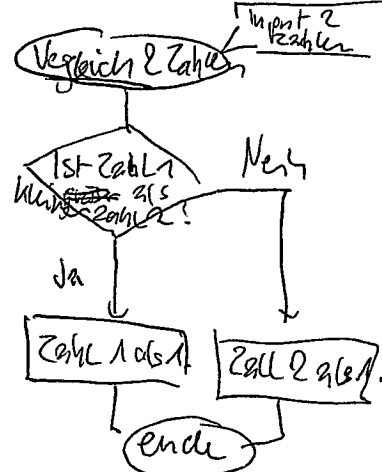 Input 2
Zahlen
Vergleich 2 Zahlen
Ist Zahl 1
kleiner als
Zahl 2?
Nein
Ja
Zahl 1 als 1.
Zahl 2 als 1.
ende